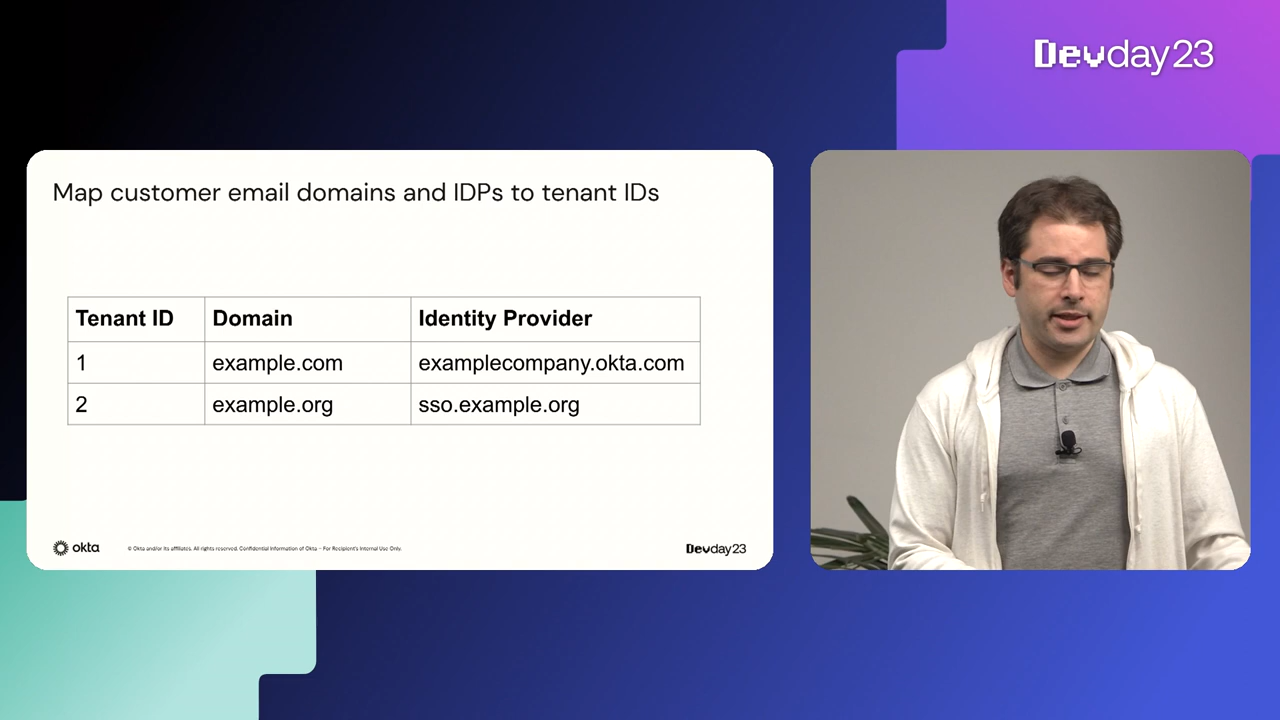 Devday23
Map customer email domains and IDPs to tenant IDs
Tenant ID Domain Identity Provider
1 example.com examplecompany.okta.com
2 example.org sso.example.org
okta
© Okta and/or its affiliates. All rights reserved. Confidential Information of Okta – For Recipient's Internal Use Only.
Devday23